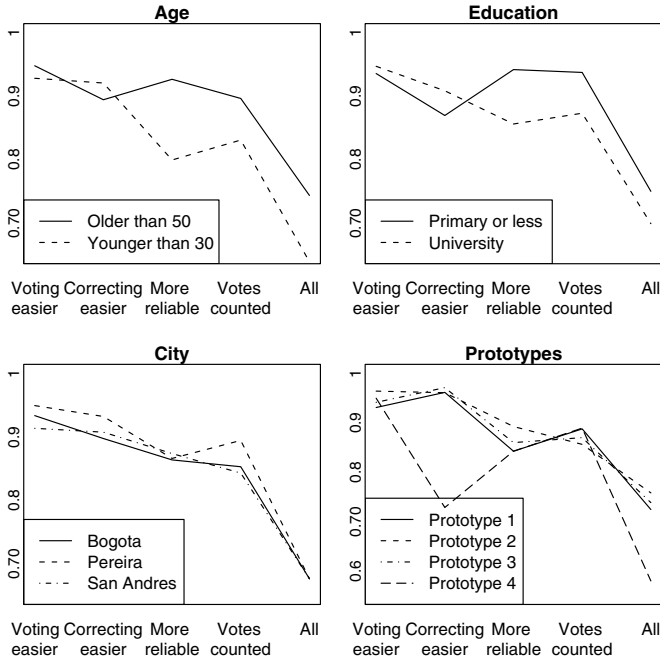 Age
1
0.9
0.8
0.70
Older than 50
Younger than 30
Voting easier
Correcting easier
More reliable
Votes counted
All
Education
1
0.9
0.8
0.70
Primary or less
University
Voting easier
Correcting easier
More reliable
Votes counted
All
City
1
0.9
0.8
0.70
Bogota
Pereira
San Andres
Voting easier
Correcting easier
More reliable
Votes counted
All
Prototypes
1
0.9
0.8
0.70
0.6
Prototype 1
Prototype 2
Prototype 3
Prototype 4
Voting easier
Correcting easier
More reliable
Votes counted
All